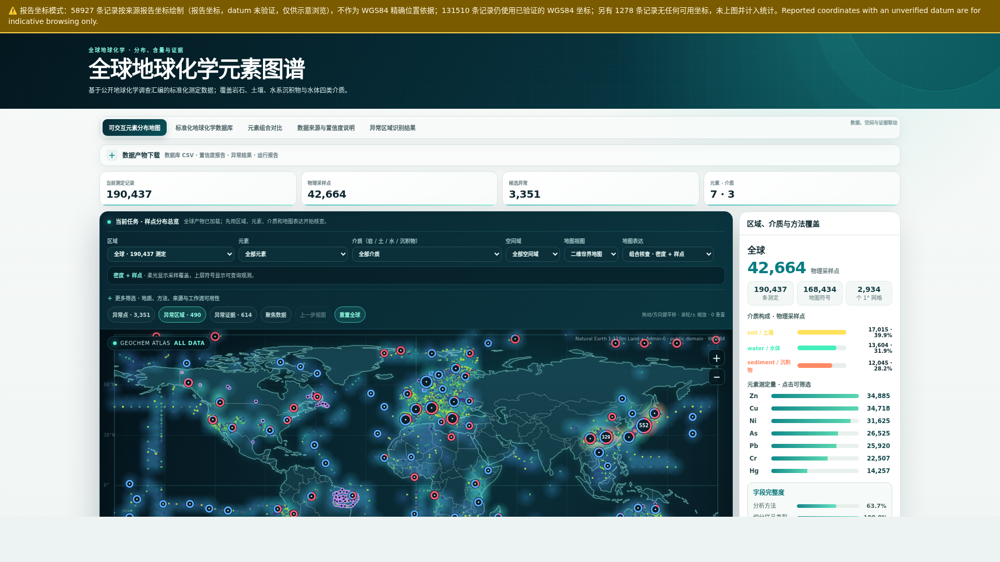 ⚠️ 报告坐标模式：58927 条记录按来源报告坐标绘制（报告坐标，datum 未验证，仅供示意浏览），不作为 WGS84 精确位置依据；131510 条记录仍使用已验证的 WGS84 坐标；另有 1278 条记录无任何可用坐标，未上图并计入统计。Reported coordinates with an unverified datum are for
indicative browsing only.
全球地球化学 · 分布、含量与证据
全球地球化学元素图谱
基于公开地球化学调查汇编的标准化测定数据；覆盖岩石、土壤、水系沉积物与水体四类介质。
可交互元素分布地图 标准化地球化学数据库 元素组合对比 数据来源与置信度说明 异常区域识别结果
数据、空间与证据联动
+ 数据产物下载 数据库 CSV · 置信度报告 · 异常结果 · 运行报告
当前测定记录
190,437
物理采样点
42,664
候选异常
3,351
元素 · 介质
7 · 3
当前任务 · 样点分布总览 全球产物已加载；先用区域、元素、介质和地图表达开始核查。
区域 元素 介质（岩 / 土 / 水 / 沉积物） 空间域 地图视图 地图表达
全球 · 190,437 测定 全部元素 全部介质 全部空间域 二维世界地图 组合核查 · 密度 + 样点
密度 + 样点 · 柔光显示采样覆盖，上层符号显示可查询观测。
+ 更多筛选 · 地质、方法、来源与工作流可用性
异常点 · 3,351 异常区域 · 490 异常证据 · 614 聚焦数据 上一步视图 重置全球
拖动/方向键平移 · 滚轮/± 缩放 · 0 重置
GEOCHEM ATLAS ALL DATA
Natural Earth 1:110m Land + Admin-0 · public domain · WGS84
+
−
60°N
30°N
0°
552
329
区域、介质与方法覆盖
全球
42,664 物理采样点
190,437
条测定
168,434
地图符号
2,934
个 1° 网格
介质构成 · 物理采样点
soil / 土壤 17,015 ·
39.9%
water / 水体 13,604 ·
31.9%
sediment / 沉积
物 12,045 ·
28.2%
元素测定量 · 点击可筛选
Zn 34,885
Cu 34,718
Ni 31,625
As 26,525
Pb 25,920
Cr 22,507
Hg 14,257
字段完整度
分析方法 63.7%
细分样品类型 100.0%